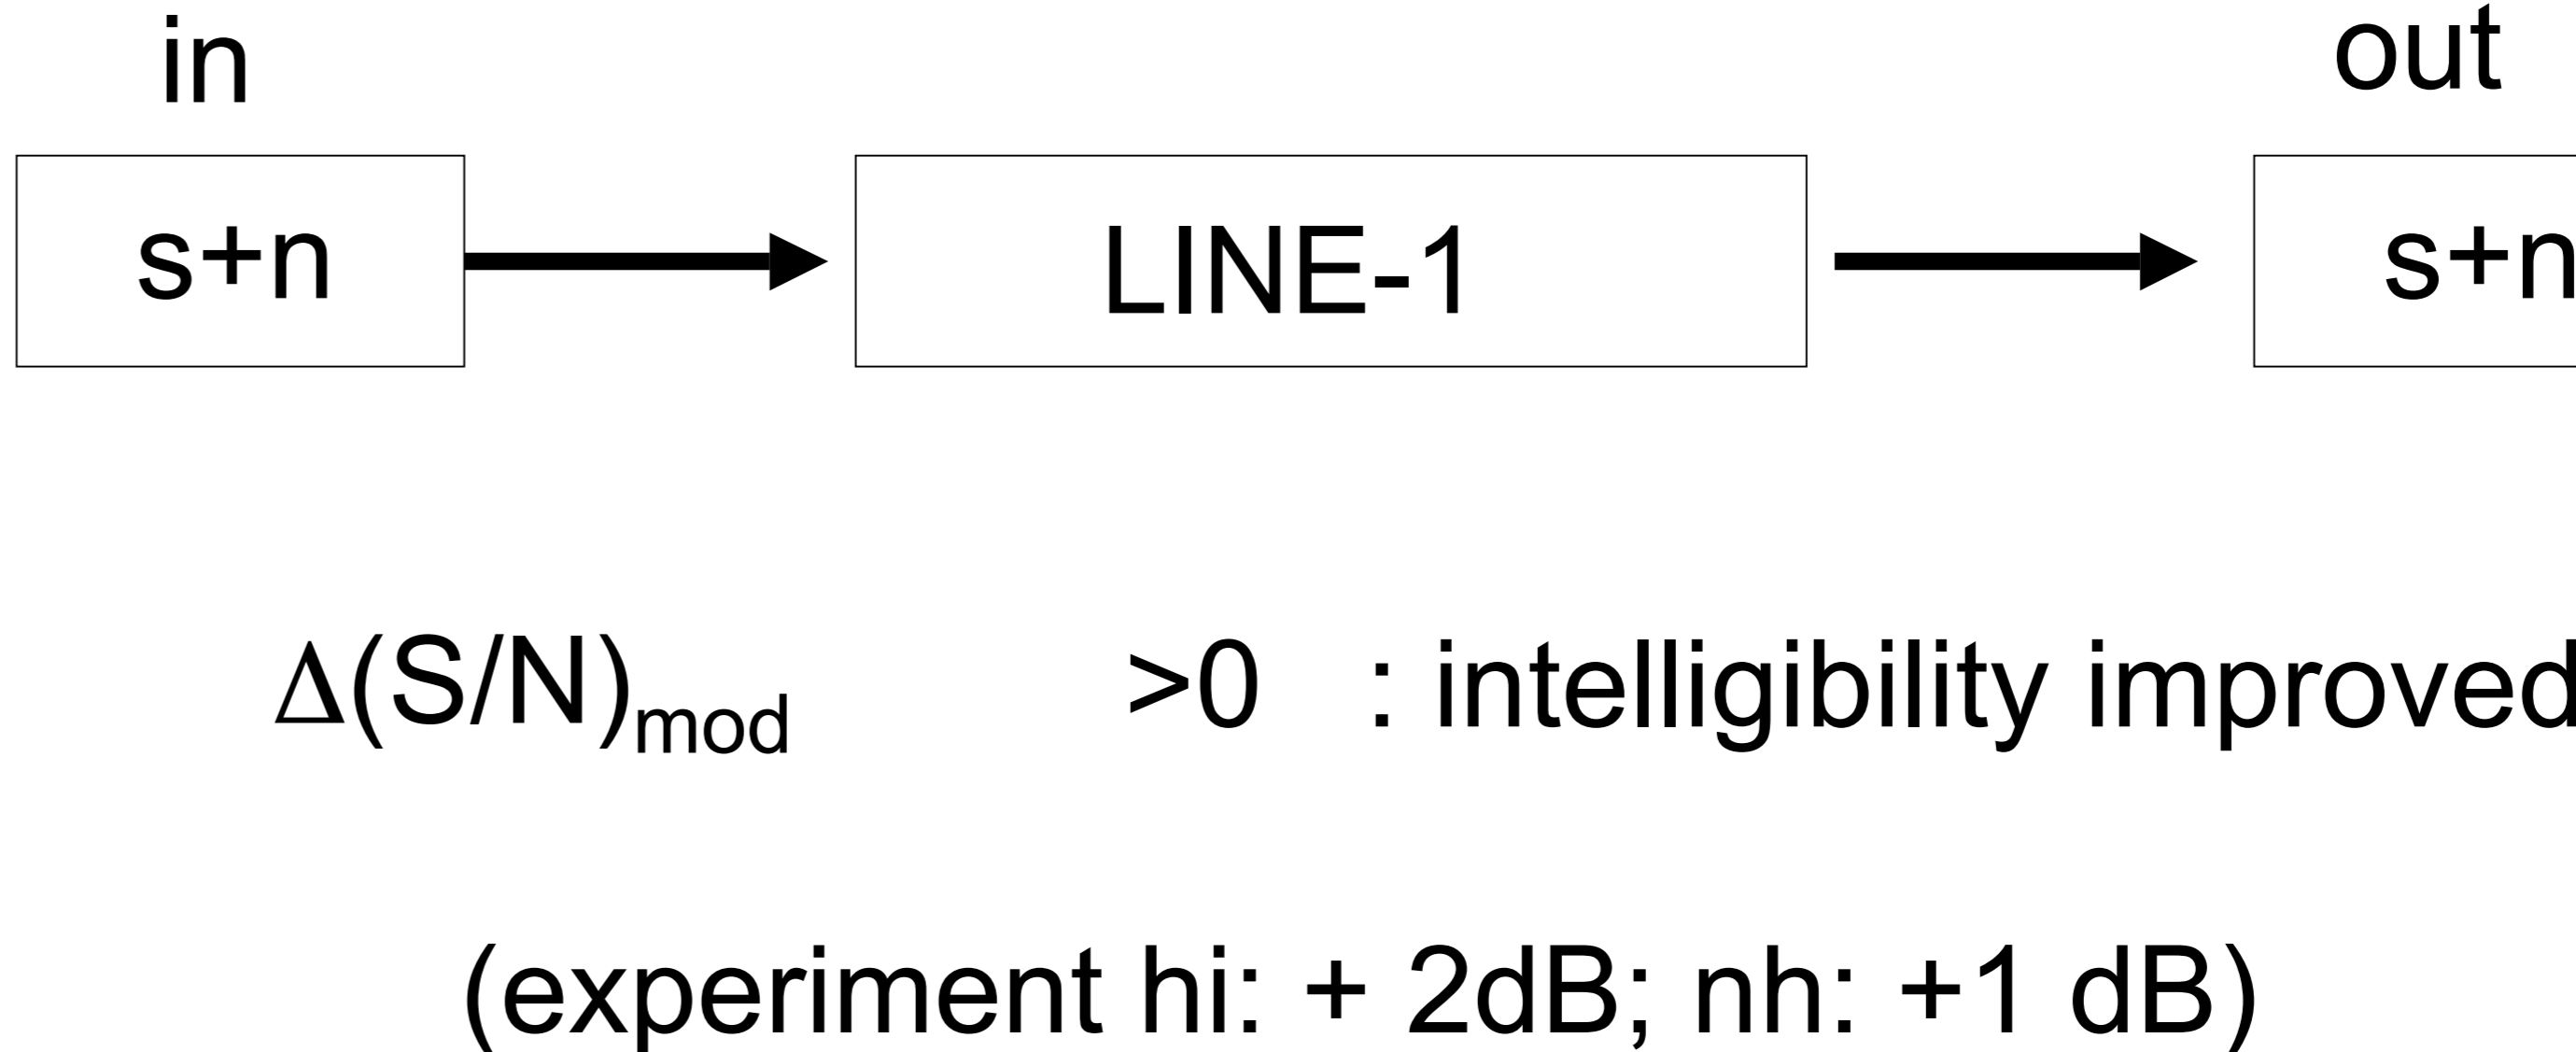 in out
s+n LINE-1 s+n
Δ(S/N)mod >0 : intelligibility improved
(experiment hi: + 2dB; nh: +1 dB)